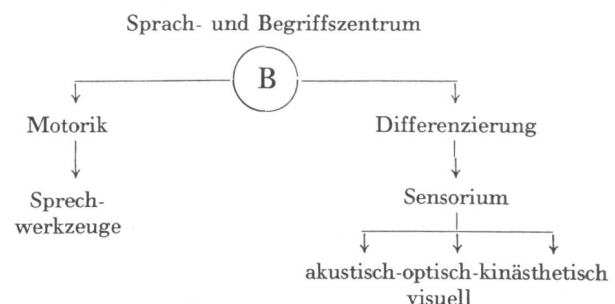 Sprach- und Begriffszentrum
B
Motorik
Differenzierung
Sprech-
werkzeuge
Sensorium
akustisch-optisch-kinästhetisch
visuell